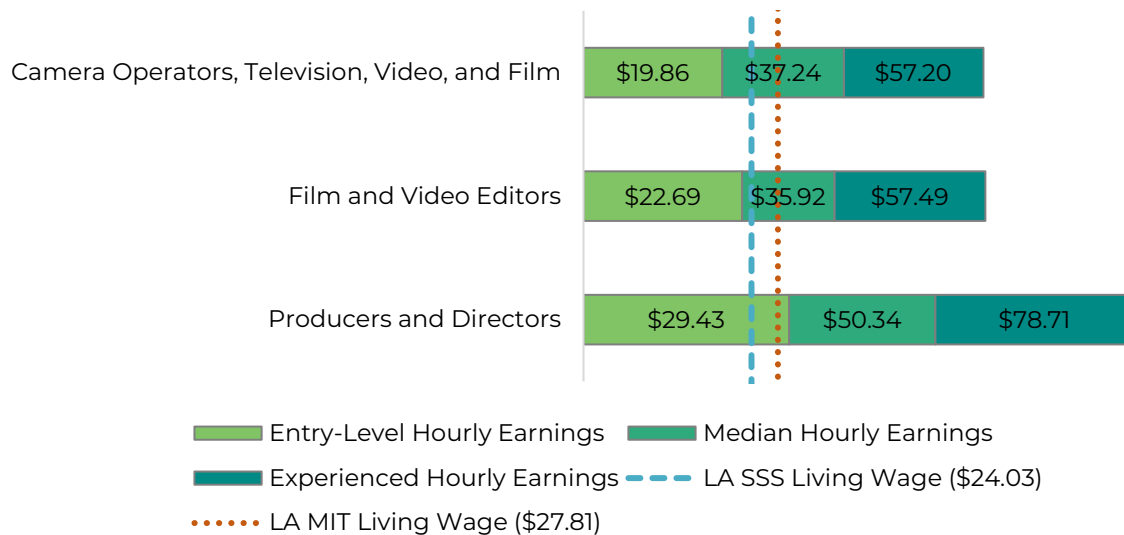 Camera Operators, Television, Video, and Film $19.86 $37.24 $57.20
Film and Video Editors $22.69 $35.92 $57.49
Producers and Directors $29.43 $50.34 $78.71
Entry-Level Hourly Earnings Median Hourly Earnings
Experienced Hourly Earnings LA SSS Living Wage ($24.03)
LA MIT Living Wage ($27.81)